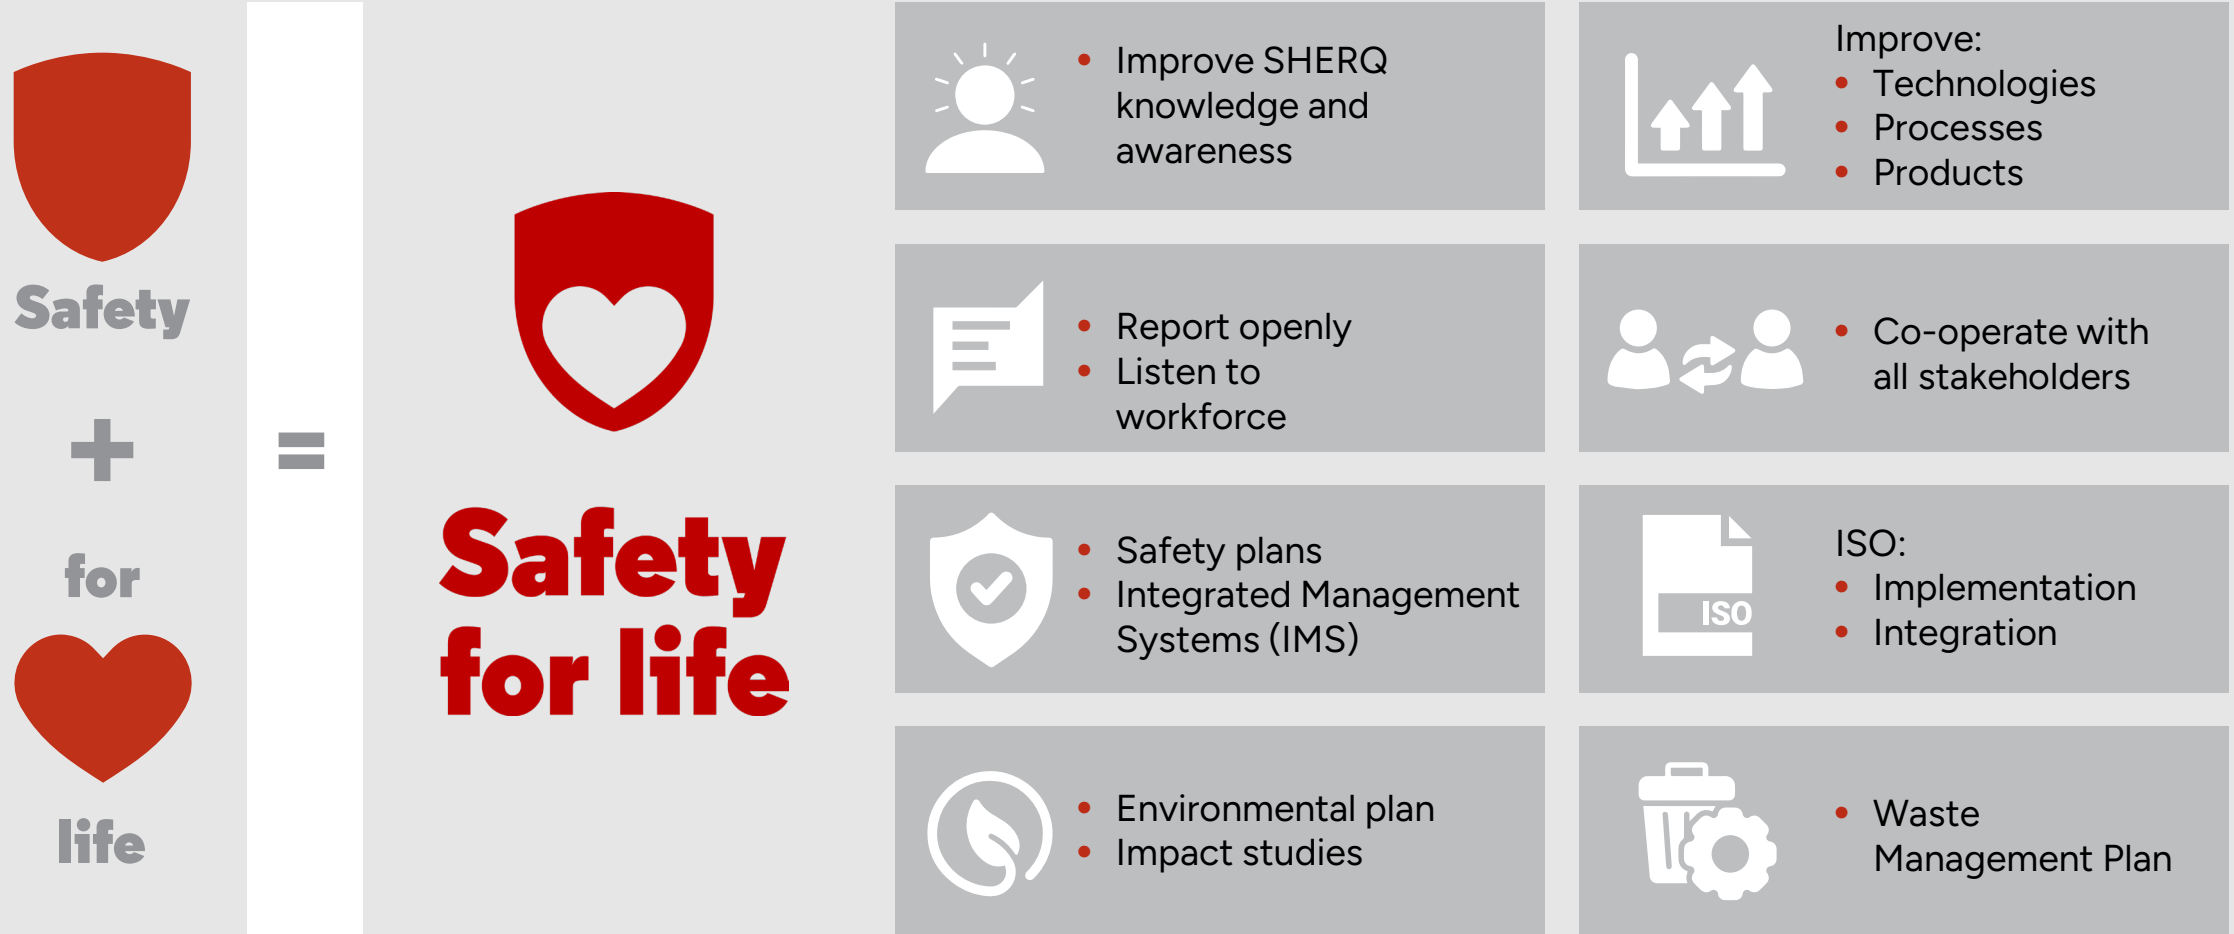 Safety
+
for
life
=
Safety
for life
• Improve SHERQ
knowledge and
awareness
Improve:
• Technologies
• Processes
• Products
• Report openly
• Listen to
workforce
• Co-operate with
all stakeholders
• Safety plans
• Integrated Management
Systems (IMS)
ISO
ISO:
• Implementation
• Integration
• Environmental plan
• Impact studies
• Waste
Management Plan